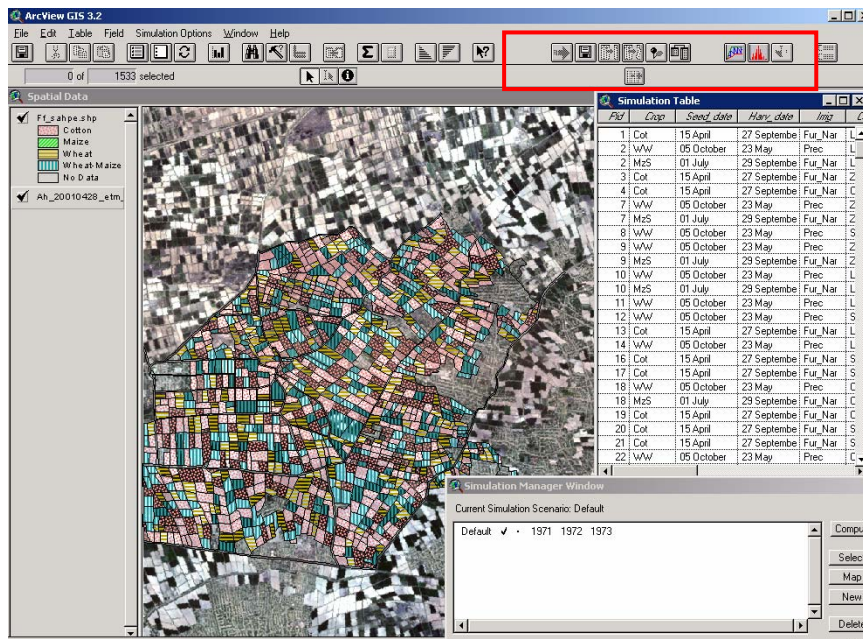 ArcView GIS 3.2
File Edit Table Field Simulation Options Window Help
0 of 1533 selected
Spatial Data
Ff_sahpe.shp
Cotton
Maize
Wheat
Wheat-Maize
No Data
Ah_20010428_etm_
Simulation Table
Pid Crop Seed_date Harv_date Irrig
1 Cot 15 April 27 Septembe Fur_Nar L
2 WW 05 October 23 May Prec L
2 MzS 01 July 29 Septembe Fur_Nar L
3 Cot 15 April 27 Septembe Fur_Nar Z
4 Cot 15 April 27 Septembe Fur_Nar C
7 WW 05 October 23 May Prec Z
7 MzS 01 July 29 Septembe Fur_Nar Z
8 WW 05 October 23 May Prec S
9 WW 05 October 23 May Prec Z
9 MzS 01 July 29 Septembe Fur_Nar Z
10 WW 05 October 23 May Prec L
10 MzS 01 July 29 Septembe Fur_Nar L
11 WW 05 October 23 May Prec L
12 WW 05 October 23 May Prec S
13 Cot 15 April 27 Septembe Fur_Nar L
14 WW 05 October 23 May Prec L
16 Cot 15 April 27 Septembe Fur_Nar S
17 Cot 15 April 27 Septembe Fur_Nar S
18 WW 05 October 23 May Prec C
18 MzS 01 July 29 Septembe Fur_Nar C
19 Cot 15 April 27 Septembe Fur_Nar C
20 Cot 15 April 27 Septembe Fur_Nar S
21 Cot 15 April 27 Septembe Fur_Nar S
22 WW 05 October 23 May Prec C
Simulation Manager Window
Current Simulation Scenario: Default
Default ✓ · 1971 1972 1973
Compu
Selec
Map
New
Delete